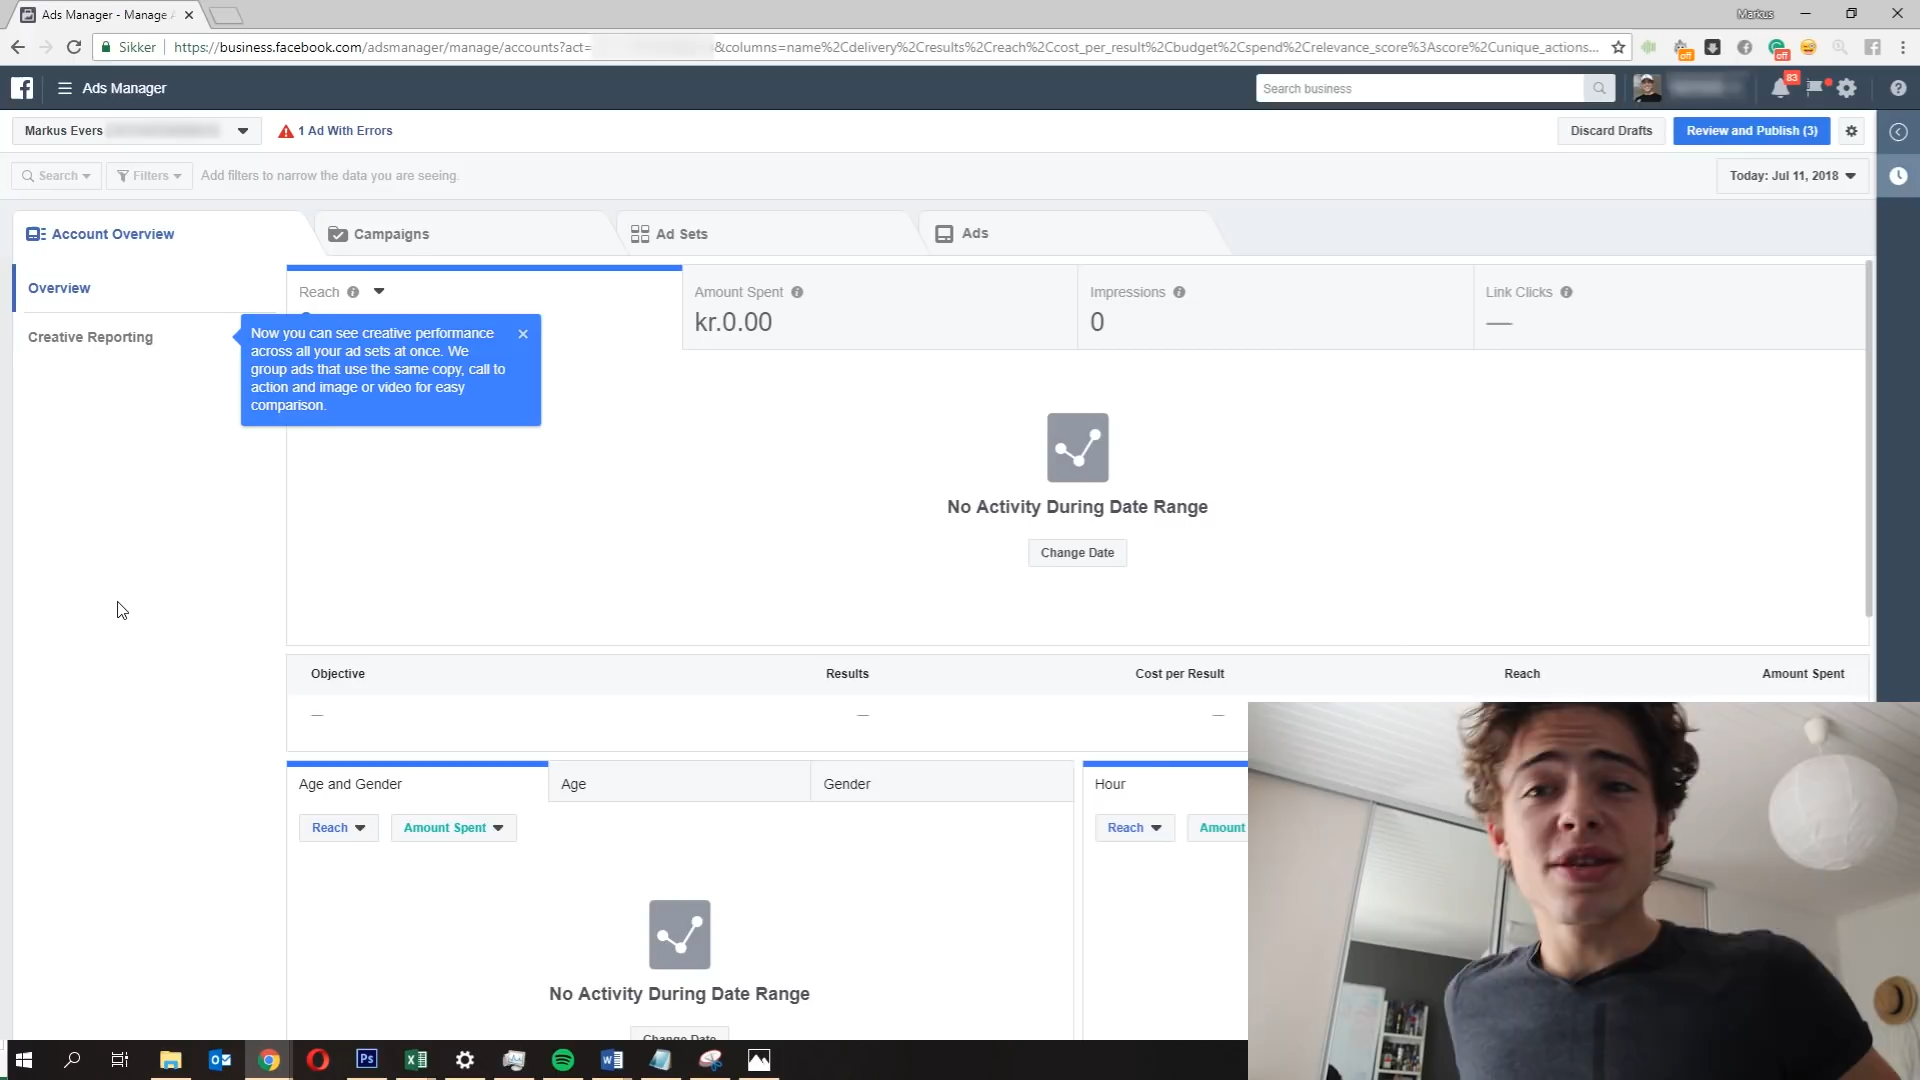 Ads Manager - Manage A
Markus
Sikker
https://business.facebook.com/adsmanager/manage/accounts?act=
&columns=name%2Cdelivery%2Cresults%2Creach%2Ccost_per_result%2Cbudget%2Cspend%2Crelevance_score%3Ascore%2Cunique_actions...
off
off
Ads Manager
Search business
83
Markus Evers
1 Ad With Errors
Discard Drafts
Review and Publish (3)
Search
Filters
Add filters to narrow the data you are seeing.
Today: Jul 11, 2018
Account Overview
Campaigns
Ad Sets
Ads
Overview
Creative Reporting
Now you can see creative performance
across all your ad sets at once. We
group ads that use the same copy, call to
action and image or video for easy
comparison.
Reach
Amount Spent
kr.0.00
Impressions
0
Link Clicks
—
No Activity During Date Range
Change Date
Objective
Results
Cost per Result
Reach
Amount Spent
—
—
—
Age and Gender
Age
Gender
Hour
Reach
Amount Spent
Reach
Amount
No Activity During Date Range
Change Date
Ps